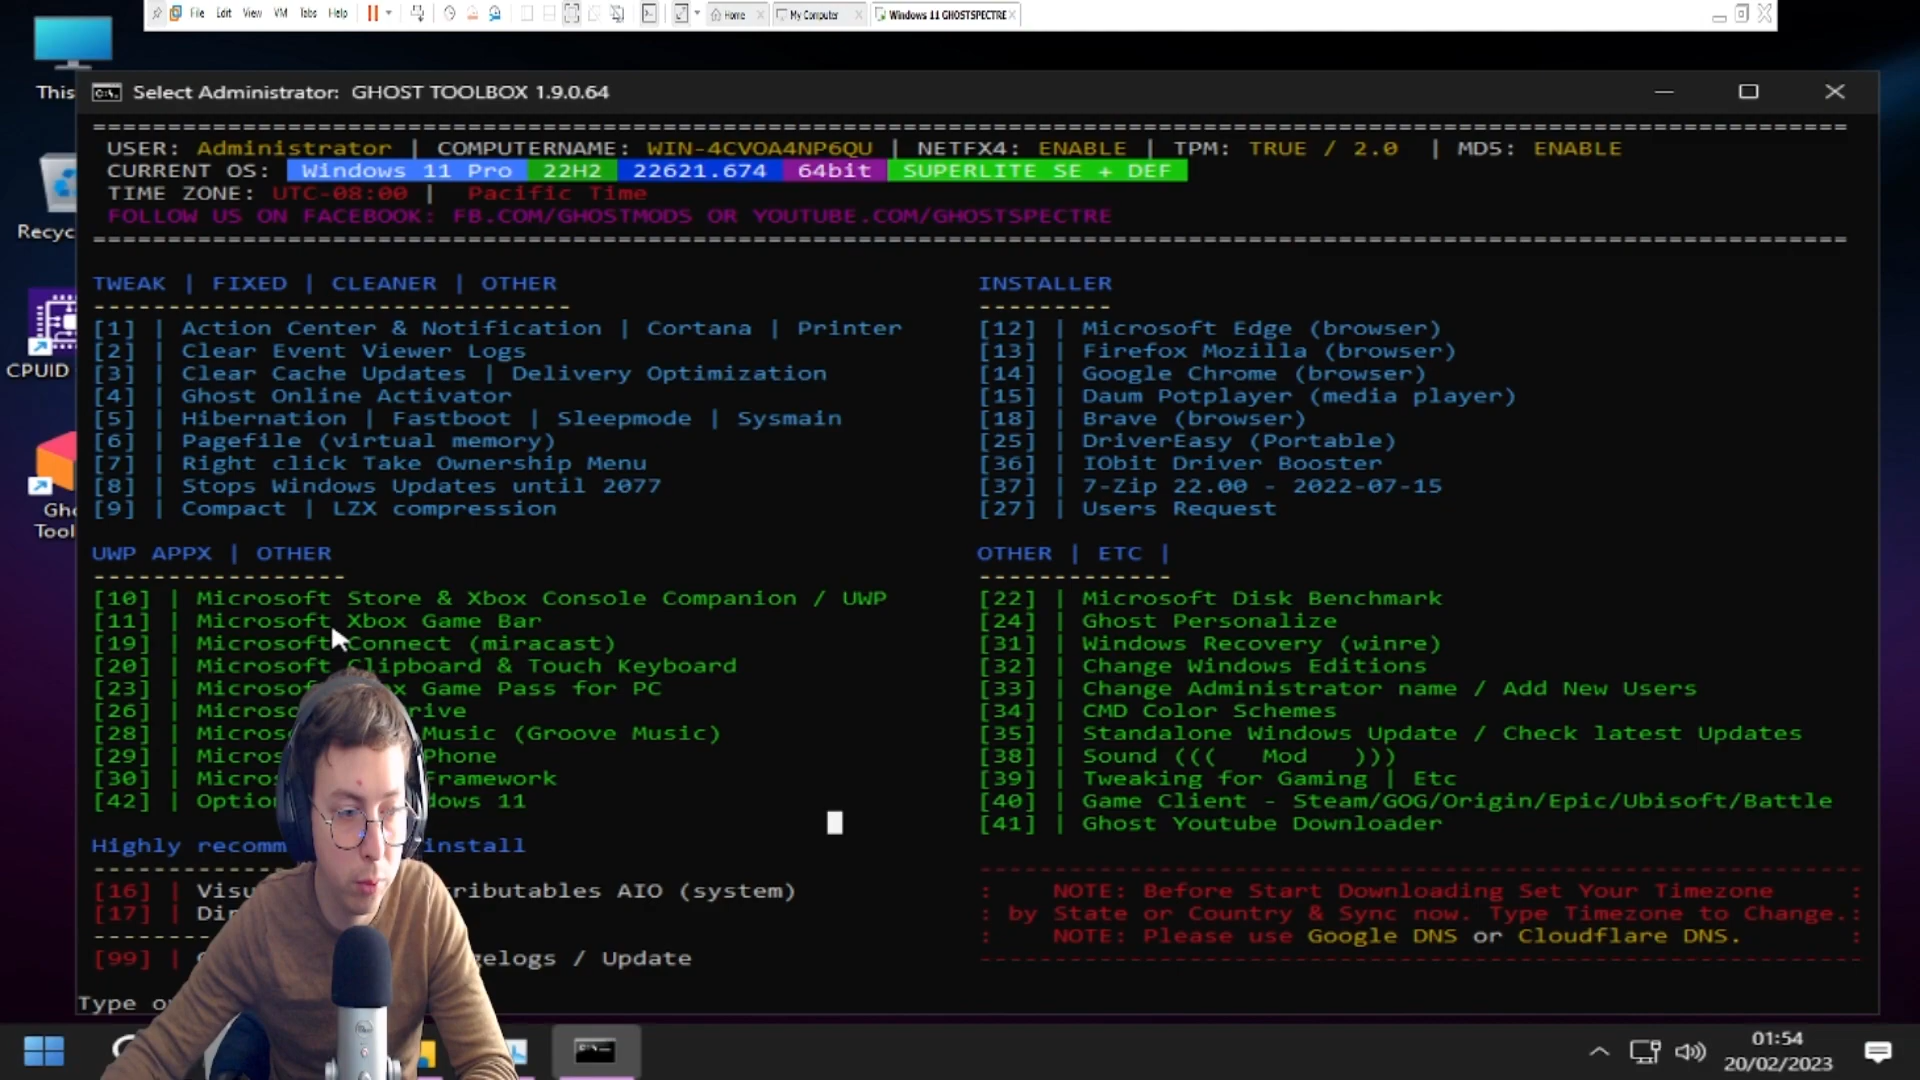 File Edit View VM Tabs Help Home My Computer Windows 11 GHOSTSPECTRE
This
Recyc
CPUID
Gho
Tool
Select Administrator: GHOST TOOLBOX 1.9.0.64
USER: Administrator | COMPUTERNAME: WIN-4CVOA4NP6QU | NETFX4: ENABLE | TPM: TRUE / 2.0 | MD5: ENABLE
CURRENT OS: Windows 11 Pro 22H2 22621.674 64bit SUPERLITE SE + DEF
TIME ZONE: UTC-08:00 | Pacific Time
FOLLOW US ON FACEBOOK: FB.COM/GHOSTMODS OR YOUTUBE.COM/GHOSTSPECTRE
TWEAK | FIXED | CLEANER | OTHER
[1] | Action Center & Notification | Cortana | Printer
[2] | Clear Event Viewer Logs
[3] | Clear Cache Updates | Delivery Optimization
[4] | Ghost Online Activator
[5] | Hibernation | Fastboot | Sleepmode | Sysmain
[6] | Pagefile (virtual memory)
[7] | Right click Take Ownership Menu
[8] | Stops Windows Updates until 2077
[9] | Compact | LZX compression
INSTALLER
[12] | Microsoft Edge (browser)
[13] | Firefox Mozilla (browser)
[14] | Google Chrome (browser)
[15] | Daum Potplayer (media player)
[18] | Brave (browser)
[25] | DriverEasy (Portable)
[36] | IObit Driver Booster
[37] | 7-Zip 22.00 - 2022-07-15
[27] | Users Request
UWP APPX | OTHER
[10] | Microsoft Store & Xbox Console Companion / UWP
[11] | Microsoft Xbox Game Bar
[19] | Microsoft Connect (miracast)
[20] | Microsoft Clipboard & Touch Keyboard
[23] | Microsof x Game Pass for PC
[26] | Microso rive
[28] | Micros Music (Groove Music)
[29] | Micros Phone
[30] | Micro Framework
[42] | Optio dows 11
OTHER | ETC |
[22] | Microsoft Disk Benchmark
[24] | Ghost Personalize
[31] | Windows Recovery (winre)
[32] | Change Windows Editions
[33] | Change Administrator name / Add New Users
[34] | CMD Color Schemes
[35] | Standalone Windows Update / Check latest Updates
[38] | Sound ((( Mod )))
[39] | Tweaking for Gaming | Etc
[40] | Game Client - Steam/GOG/Origin/Epic/Ubisoft/Battle
[41] | Ghost Youtube Downloader
Highly recomm install
[16] | Visu tributables AIO (system)
[17] | Di
[99] | gelogs / Update
: NOTE: Before Start Downloading Set Your Timezone :
: by State or Country & Sync now. Type Timezone to Change.:
: NOTE: Please use Google DNS or Cloudflare DNS. :
Type o
01:54
20/02/2023